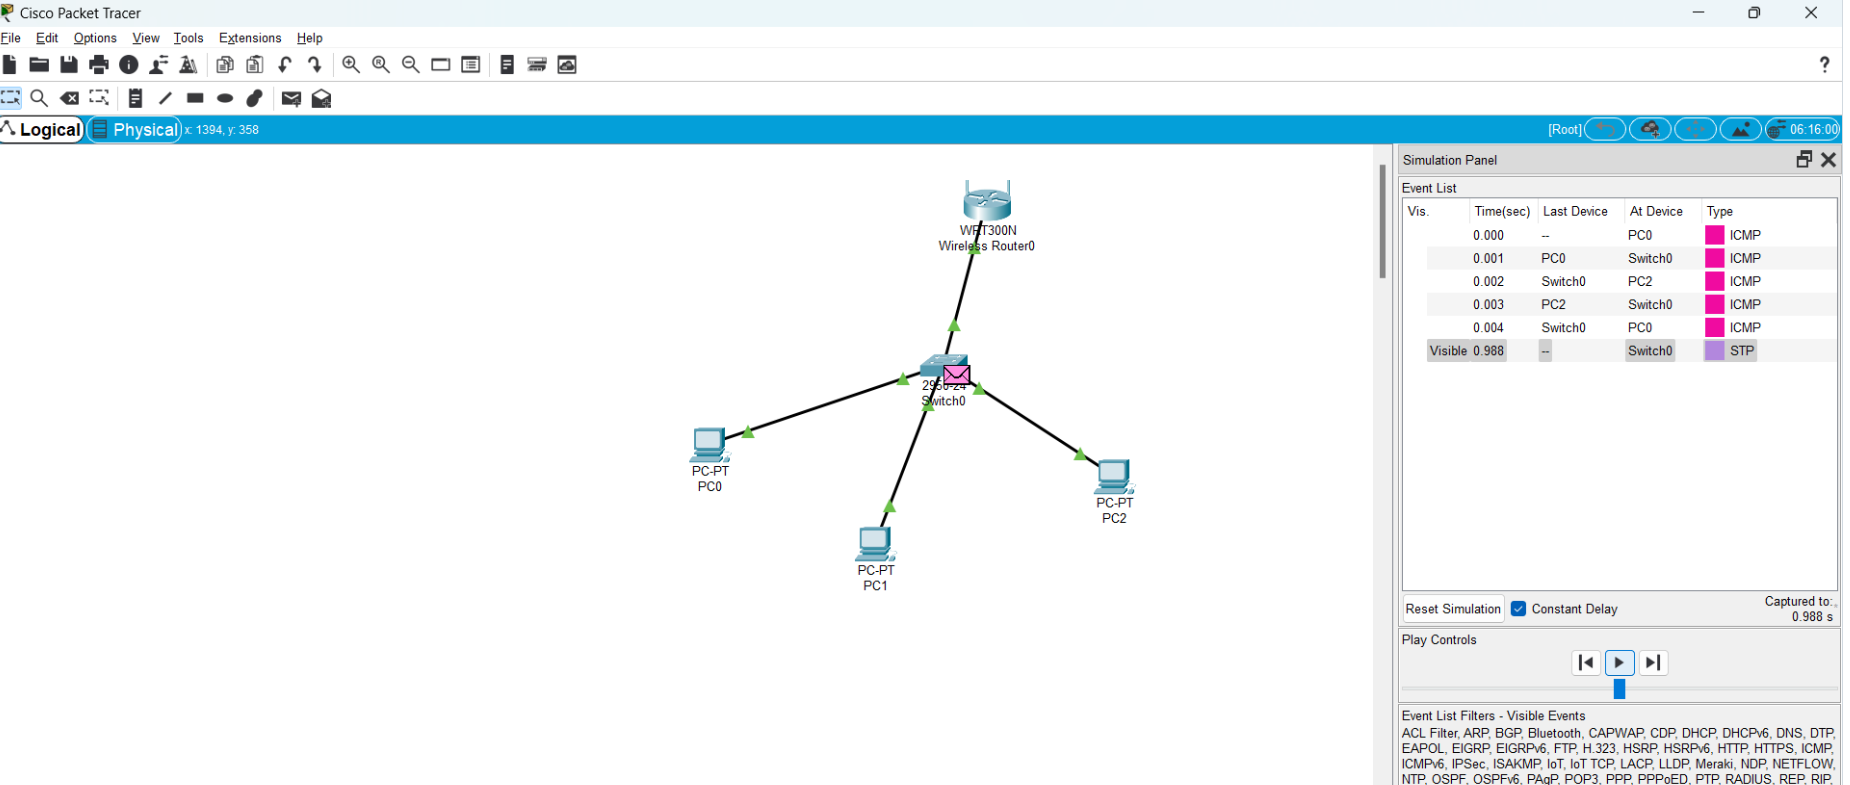 Cisco Packet Tracer
File Edit Options View Tools Extensions Help
?
Logical Physical x: 1394, y: 358 [Root] 06:16:00
Simulation Panel
Event List
Vis. Time(sec) Last Device At Device Type
0.000 -- PC0 ICMP
0.001 PC0 Switch0 ICMP
0.002 Switch0 PC2 ICMP
0.003 PC2 Switch0 ICMP
0.004 Switch0 PC0 ICMP
Visible 0.988 -- Switch0 STP
WRT300N
Wireless Router0
2950-24
Switch0
PC-PT
PC0
PC-PT
PC2
PC-PT
PC1
Reset Simulation Constant Delay Captured to:
0.988 s
Play Controls
Event List Filters - Visible Events
ACL Filter, ARP, BGP, Bluetooth, CAPWAP, CDP, DHCP, DHCPv6, DNS, DTP,
EAPOL, EIGRP, EIGRPv6, FTP, H.323, HSRP, HSRPv6, HTTP, HTTPS, ICMP,
ICMPv6, IPSec, ISAKMP, IoT, IoT TCP, LACP, LLDP, Meraki, NDP, NETFLOW,
NTP, OSPF, OSPFv6, PAgP, POP3, PPP, PPPoED, PTP, RADIUS, REP, RIP,